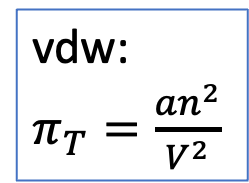 vdw:
π_T = an²/V²